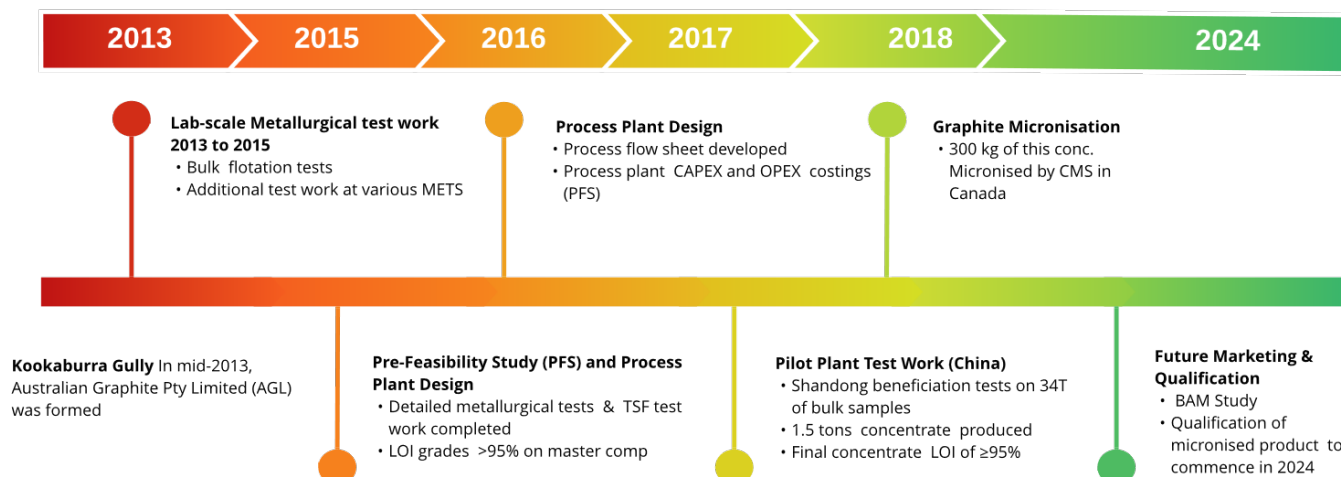 2013 2015 2016 2017 2018 2024
Lab-scale Metallurgical test work
2013 to 2015
• Bulk flotation tests
• Additional test work at various METS
Process Plant Design
• Process flow sheet developed
• Process plant CAPEX and OPEX costings
(PFS)
Graphite Micronisation
• 300 kg of this conc.
Micronised by CMS in
Canada
Kookaburra Gully In mid-2013,
Australian Graphite Pty Limited (AGL)
was formed
Pre-Feasibility Study (PFS) and Process
Plant Design
• Detailed metallurgical tests & TSF test
work completed
• LOI grades >95% on master comp
Pilot Plant Test Work (China)
• Shandong beneficiation tests on 34T
of bulk samples
• 1.5 tons concentrate produced
• Final concentrate LOI of ≥95%
Future Marketing &
Qualification
• BAM Study
• Qualification of
micronised product to
commence in 2024